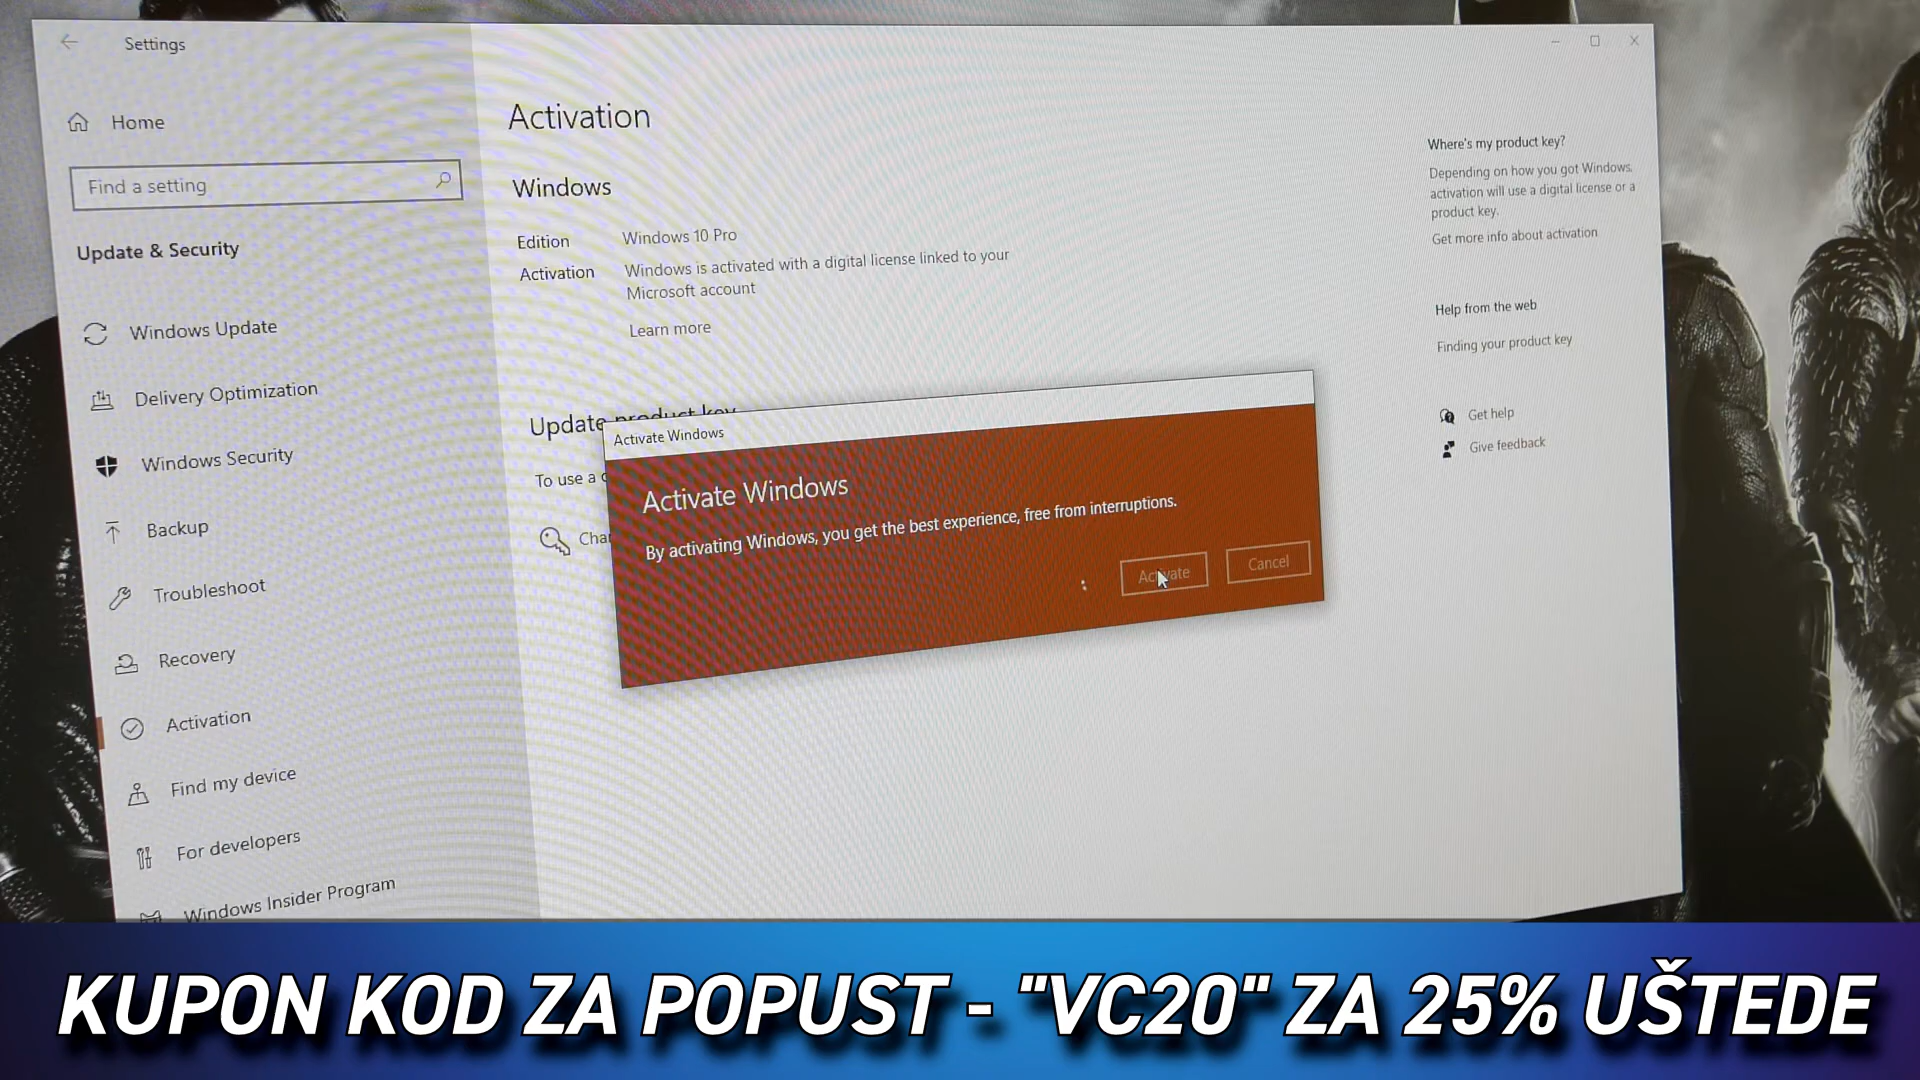 Settings
Home
Find a setting
Update & Security
Windows Update
Delivery Optimization
Windows Security
Backup
Troubleshoot
Recovery
Activation
Find my device
For developers
Windows Insider Program
Activation
Windows
Edition Windows 10 Pro
Activation Windows is activated with a digital license linked to your
Microsoft account
Learn more
Update product key
To use a
Activate Windows
Activate Windows
By activating Windows, you get the best experience, free from interruptions.
Activate Cancel
Where's my product key?
Depending on how you got Windows,
activation will use a digital license or a
product key.
Get more info about activation
Help from the web
Finding your product key
Get help
Give feedback
KUPON KOD ZA POPUST - "VC20" ZA 25% UŠTEDE